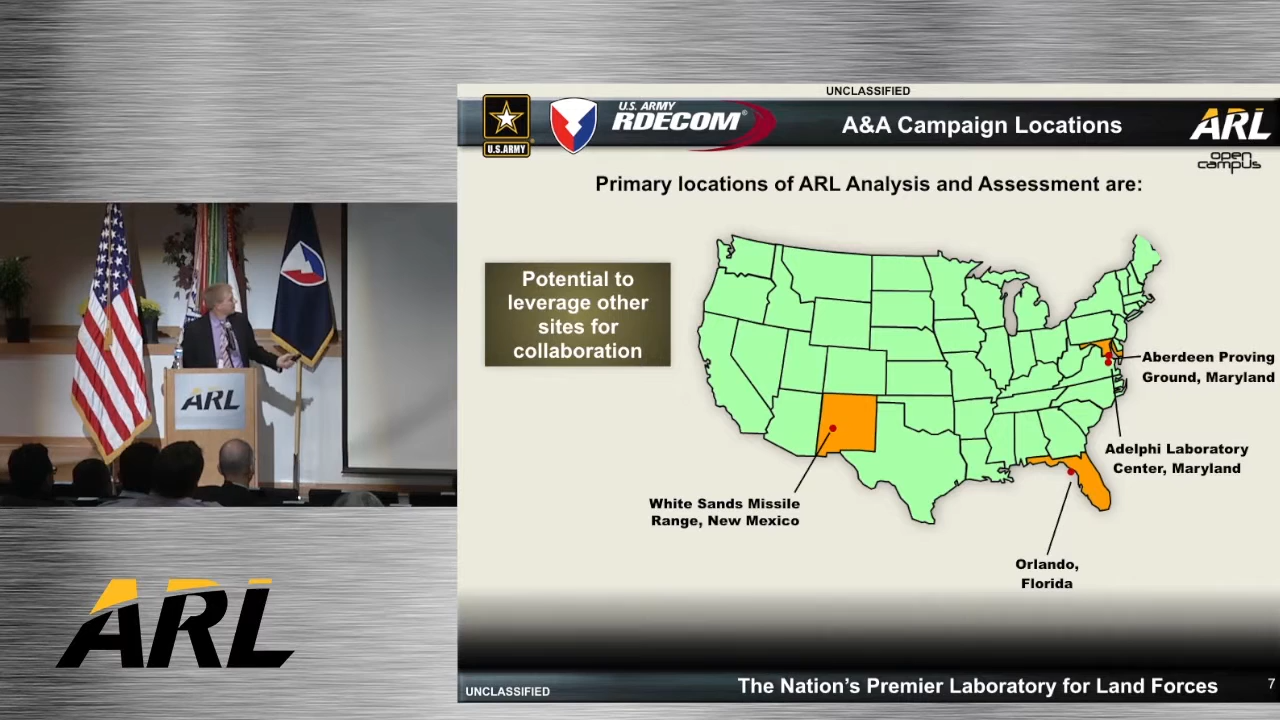 UNCLASSIFIED
U.S. ARMY
RDECOM®
A&A Campaign Locations
ARL
U.S.ARMY
open
campus
Primary locations of ARL Analysis and Assessment are:
Potential to
leverage other
sites for
collaboration
Aberdeen Proving
Ground, Maryland
Adelphi Laboratory
Center, Maryland
White Sands Missile
Range, New Mexico
Orlando,
Florida
ARL
ARL
UNCLASSIFIED
The Nation's Premier Laboratory for Land Forces
7